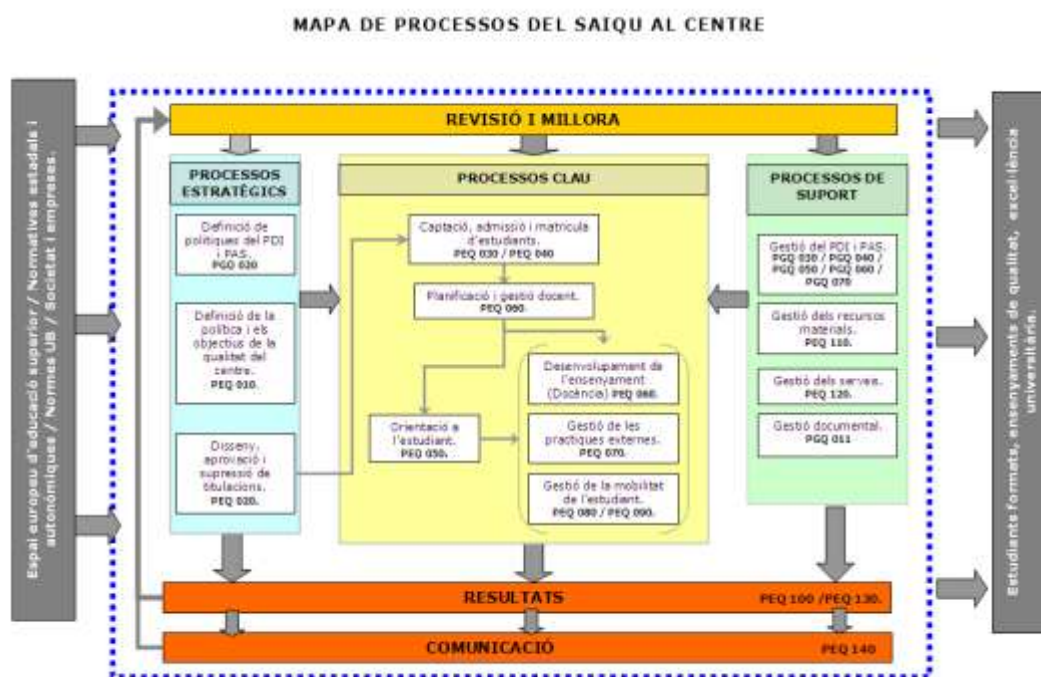 MAPA DE PROCESSOS DEL SAIQU AL CENTRE
Espai europeu d'educació superior / Normatives estadals i
autonòmiques / Normes UB / Societat i empreses.
REVISIÓ I MILLORA
PROCESSOS
ESTRATÉGICS
Definició de
politiques del PDI
i PAS.
PGQ 020
Definició de la
política i els
objectius de la
qualitat del
centre.
PEQ 010.
Disseny,
aprovació i
supressió de
titulacions.
PEQ 020.
PROCESSOS CLAU
Captació, admissió i matricula
d'estudiants.
PEQ 030 / PEQ 040
Planificació i gestió docent.
PEQ 060.
Desenvolupament de
l'ensenyament
(Docència) PEQ 060.
Orientació a
l'estudiant.
PEQ 050.
Gestió de les
practiques externes.
PEQ 070.
Gestió de la mobilitat
de l'estudiant.
PEQ 080 / PEQ 090.
PROCESSOS DE
SUPORT
Gestió del PDI i PAS.
PGQ 030 / PGQ 040 /
PGQ 050 / PGQ 060 /
PGQ 070
Gestió dels recursos
materials.
PEQ 110.
Gestió dels serveis.
PEQ 120.
Gestió documental.
PGQ 011
RESULTATS
PEQ 100 /PEQ 130.
COMUNICACIÓ
PEQ 140
Estudiants formats, ensenyaments de qualitat, excel·lència
universitària.